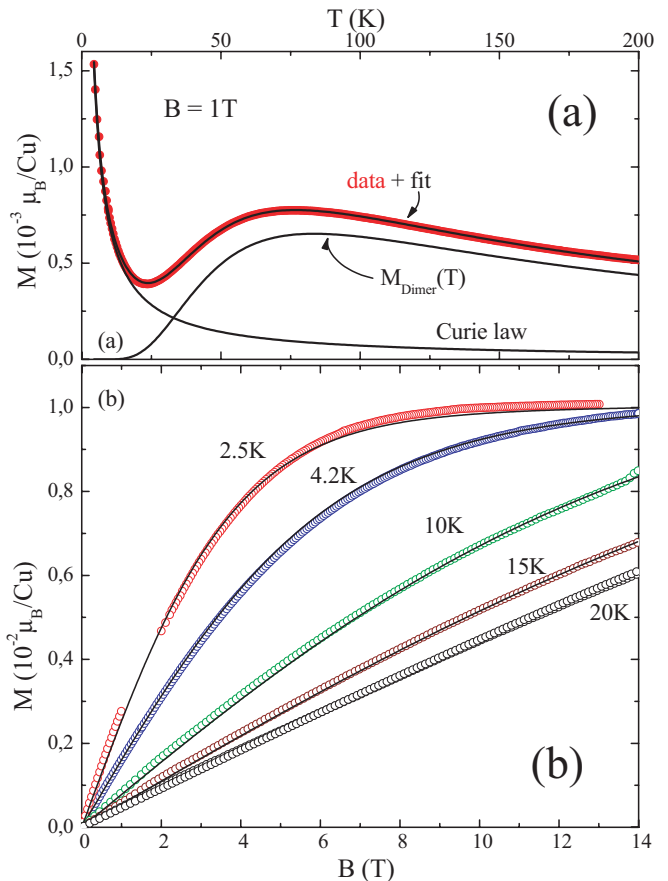 T (K)
0 50 100 150 200
1,5
1,0
0,5
0,0
M (10⁻³ μ_B/Cu)
B = 1T
(a)
data + fit
M_Dimer(T)
Curie law
(a)
(b)
1,0
0,8
0,6
0,4
0,2
0,0
M (10⁻²μ_B/Cu)
2.5K
4.2K
10K
15K
20K
(b)
0 2 4 6 8 10 12 14
B (T)